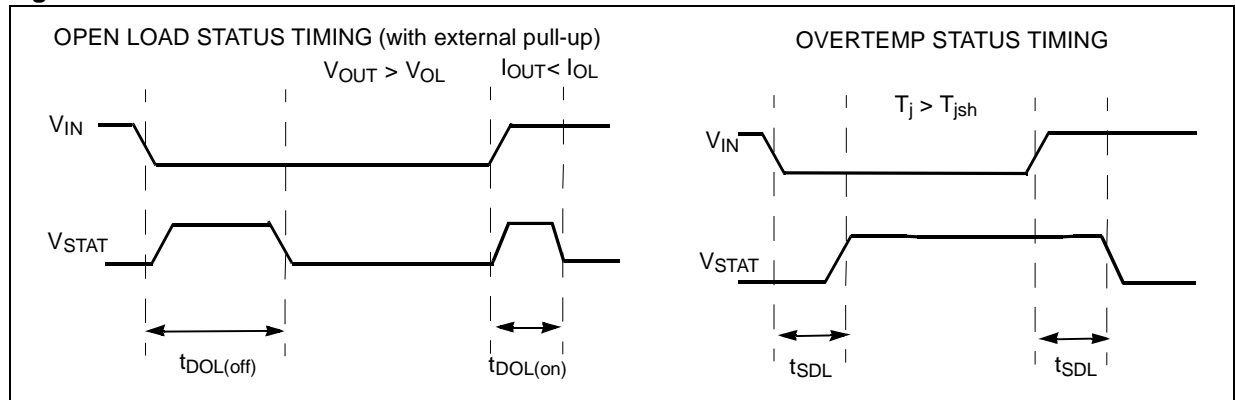 OPEN LOAD STATUS TIMING (with external pull-up)
VOUT > VOL
IOUT< IOL
VIN
VSTAT
tDOL(off)
tDOL(on)
OVERTEMP STATUS TIMING
Tj > Tjsh
VIN
VSTAT
tSDL
tSDL